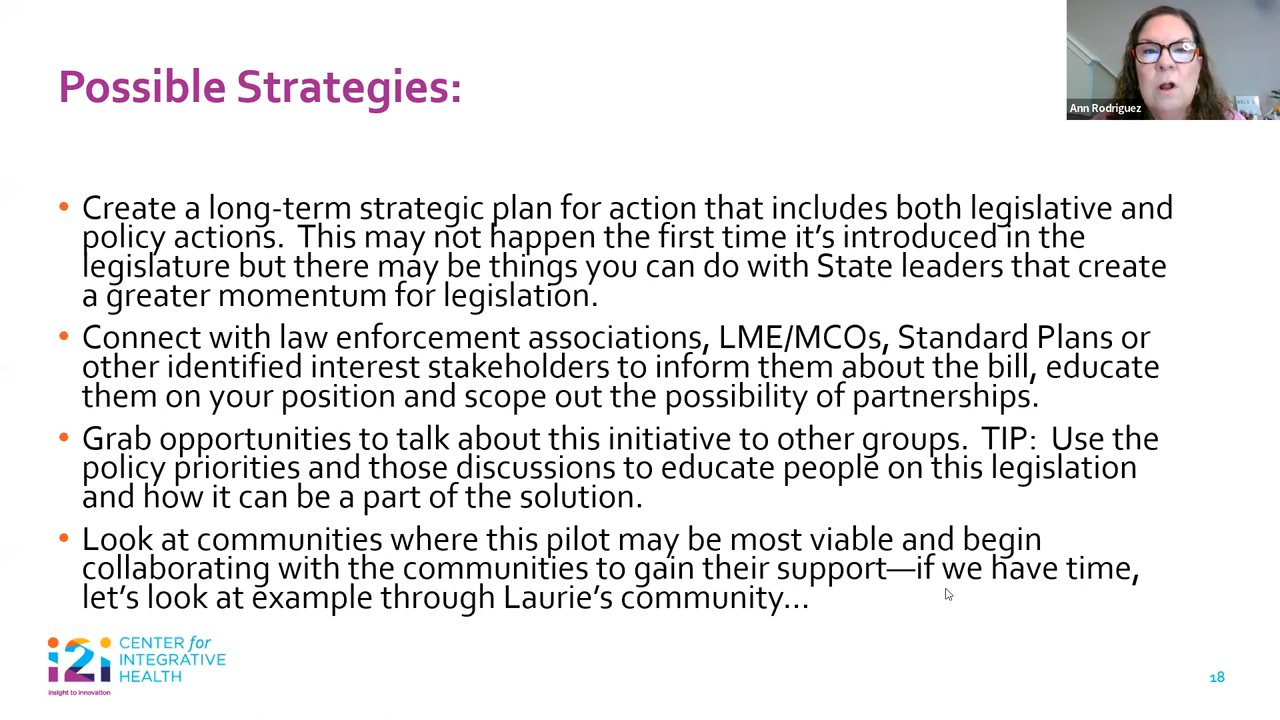 Possible Strategies:
Ann Rodriguez
• Create a long-term strategic plan for action that includes both legislative and
policy actions.  This may not happen the first time it's introduced in the
legislature but there may be things you can do with State leaders that create
a greater momentum for legislation.
• Connect with law enforcement associations, LME/MCOs, Standard Plans or
other identified interest stakeholders to inform them about the bill, educate
them on your position and scope out the possibility of partnerships.
• Grab opportunities to talk about this initiative to other groups.  TIP:  Use the
policy priorities and those discussions to educate people on this legislation
and how it can be a part of the solution.
• Look at communities where this pilot may be most viable and begin
collaborating with the communities to gain their support—if we have time,
let's look at example through Laurie's community...
i2i
CENTER for
INTEGRATIVE
HEALTH
insight to innovation
18